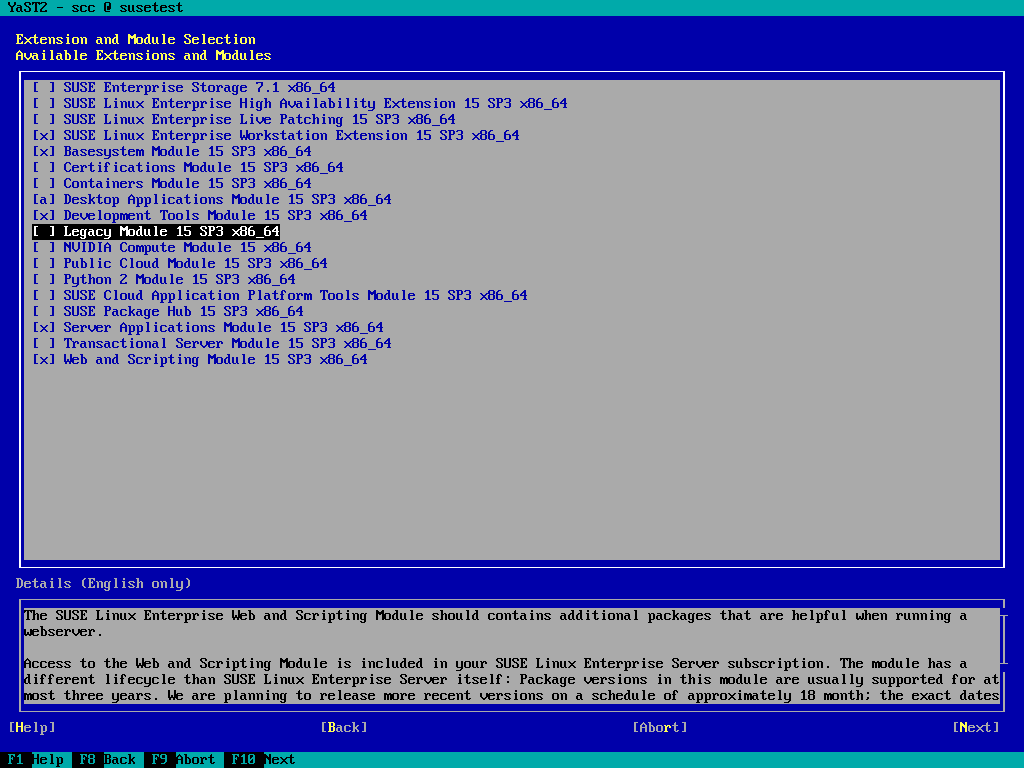 YaST2 - scc @ susetest
Extension and Module Selection
Available Extensions and Modules
[ ] SUSE Enterprise Storage 7.1 x86_64
[ ] SUSE Linux Enterprise High Availability Extension 15 SP3 x86_64
[ ] SUSE Linux Enterprise Live Patching 15 SP3 x86_64
[x] SUSE Linux Enterprise Workstation Extension 15 SP3 x86_64
[x] Basesystem Module 15 SP3 x86_64
[ ] Certifications Module 15 SP3 x86_64
[ ] Containers Module 15 SP3 x86_64
[a] Desktop Applications Module 15 SP3 x86_64
[x] Development Tools Module 15 SP3 x86_64
[ ] Legacy Module 15 SP3 x86_64
[ ] NVIDIA Compute Module 15 x86_64
[ ] Public Cloud Module 15 SP3 x86_64
[ ] Python 2 Module 15 SP3 x86_64
[ ] SUSE Cloud Application Platform Tools Module 15 SP3 x86_64
[ ] SUSE Package Hub 15 SP3 x86_64
[x] Server Applications Module 15 SP3 x86_64
[ ] Transactional Server Module 15 SP3 x86_64
[x] Web and Scripting Module 15 SP3 x86_64
Details (English only)
The SUSE Linux Enterprise Web and Scripting Module should contains additional packages that are helpful when running a
webserver.
Access to the Web and Scripting Module is included in your SUSE Linux Enterprise Server subscription. The module has a
different lifecycle than SUSE Linux Enterprise Server itself: Package versions in this module are usually supported for at
most three years. We are planning to release more recent versions on a schedule of approximately 18 month; the exact dates
[Help] [Back] [Abort] [Next]
F1 Help F8 Back F9 Abort F10 Next